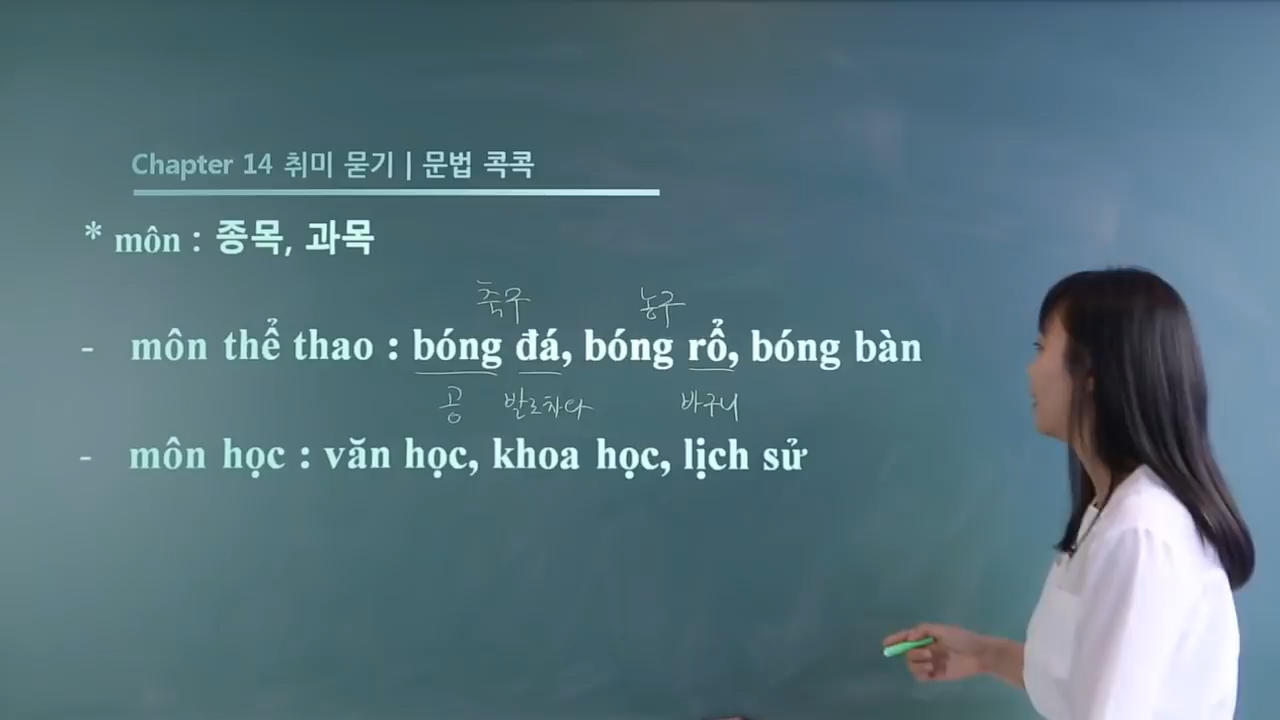 Chapter 14 취미 묻기 | 문법 콕콕
* môn : 종목, 과목
축구 농구
- môn thể thao : bóng đá, bóng rổ, bóng bàn
공 발로차다 바구니
- môn học : văn học, khoa học, lịch sử